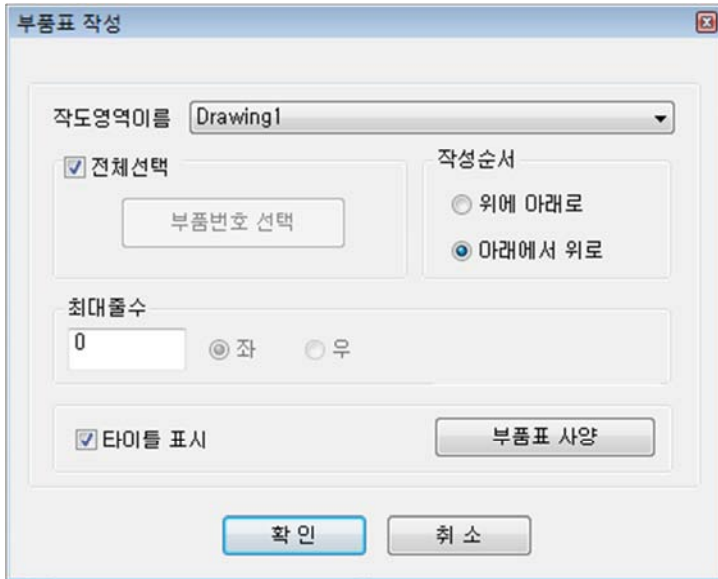 부품표 작성
작도영역이름 Drawing1
전체선택
부품번호 선택
작성순서
위에 아래로
아래에서 위로
최대줄수
0 좌 우
타이틀 표시 부품표 사양
확 인 취 소